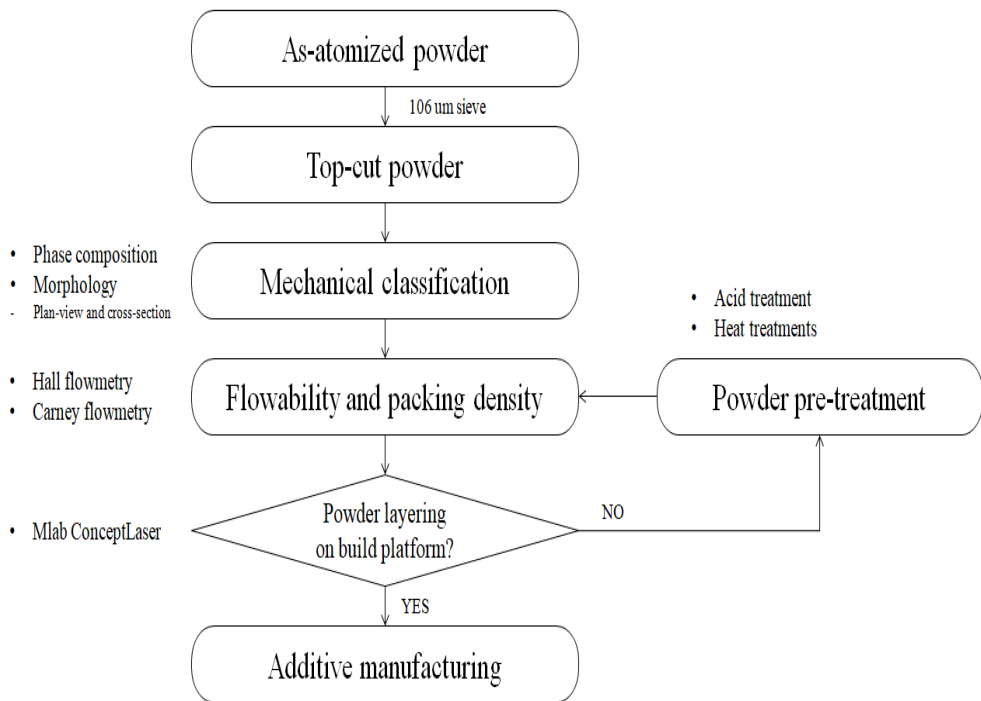 As-atomized powder
106 um sieve
Top-cut powder
• Phase composition
• Morphology
- Plan-view and cross-section
Mechanical classification
• Acid treatment
• Heat treatments
• Hall flowmetry
• Carney flowmetry
Flowability and packing density
Powder pre-treatment
• Mlab ConceptLaser
Powder layering
on build platform?
NO
YES
Additive manufacturing